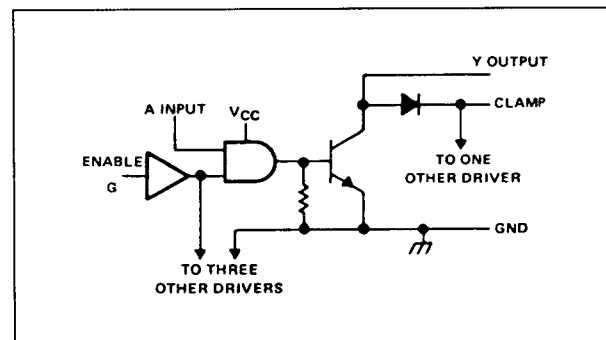 Y OUTPUT
A INPUT
VCC
CLAMP
ENABLE
G
TO ONE
OTHER DRIVER
GND
TO THREE
OTHER DRIVERS